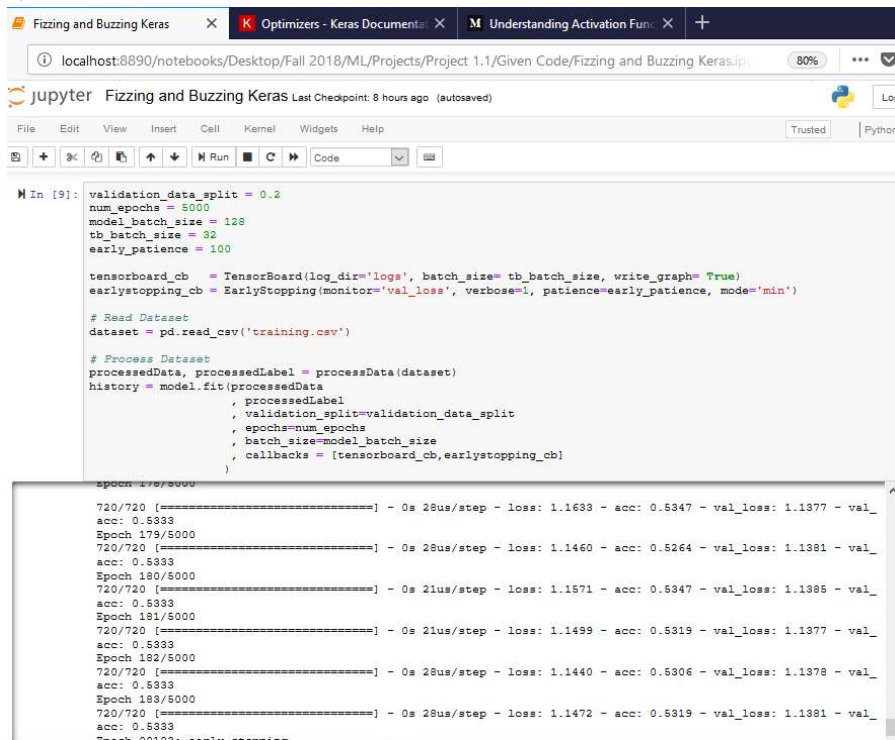 Fizzing and Buzzing Keras
Optimizers - Keras Documentat
Understanding Activation Func
localhost:8890/notebooks/Desktop/Fall 2018/ML/Projects/Project 1.1/Given Code/Fizzing and Buzzing Keras.ip
80%
jupyter Fizzing and Buzzing Keras Last Checkpoint: 8 hours ago (autosaved)
File Edit View Insert Cell Kernel Widgets Help Trusted Python
Run Code
In [9]: validation_data_split = 0.2
num_epochs = 5000
model_batch_size = 128
tb_batch_size = 32
early_patience = 100
tensorboard_cb = TensorBoard(log_dir='logs', batch_size= tb_batch_size, write_graph= True)
earlystopping_cb = EarlyStopping(monitor='val_loss', verbose=1, patience=early_patience, mode='min')
# Read Dataset
dataset = pd.read_csv('training.csv')
# Process Dataset
processedData, processedLabel = processData(dataset)
history = model.fit(processedData
, processedLabel
, validation_split=validation_data_split
, epochs=num_epochs
, batch_size=model_batch_size
, callbacks = [tensorboard_cb,earlystopping_cb]
)
Epoch 178/5000
720/720 [==============================] - 0s 28us/step - loss: 1.1633 - acc: 0.5347 - val_loss: 1.1377 - val_
acc: 0.5333
Epoch 179/5000
720/720 [==============================] - 0s 28us/step - loss: 1.1460 - acc: 0.5264 - val_loss: 1.1381 - val_
acc: 0.5333
Epoch 180/5000
720/720 [==============================] - 0s 21us/step - loss: 1.1571 - acc: 0.5347 - val_loss: 1.1385 - val_
acc: 0.5333
Epoch 181/5000
720/720 [==============================] - 0s 21us/step - loss: 1.1499 - acc: 0.5319 - val_loss: 1.1377 - val_
acc: 0.5333
Epoch 182/5000
720/720 [==============================] - 0s 28us/step - loss: 1.1440 - acc: 0.5306 - val_loss: 1.1378 - val_
acc: 0.5333
Epoch 183/5000
720/720 [==============================] - 0s 28us/step - loss: 1.1472 - acc: 0.5319 - val_loss: 1.1381 - val_
acc: 0.5333
Epoch 00183: early stopping